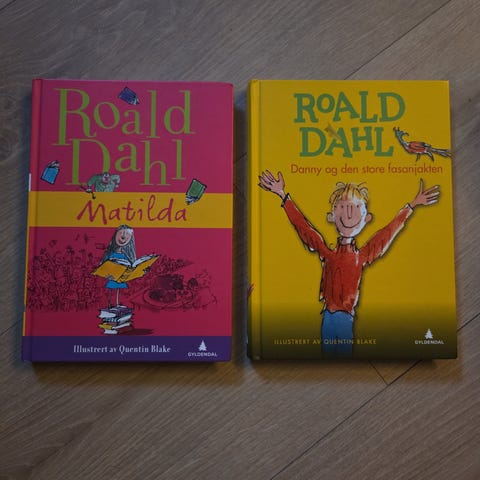 Roald
Dahl
Matilda
Illustrert av Quentin Blake
GYLDENDAL
ROALD
DAHL
Danny og den store fasanjakten
ILLUSTRERT AV QUENTIN BLAKE
GYLDENDAL